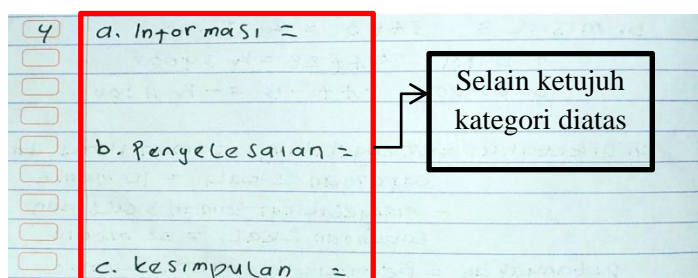 4 a. Informasi =
Selain ketujuh
kategori diatas
b. Penyelesaian =
c. kesimpulan =